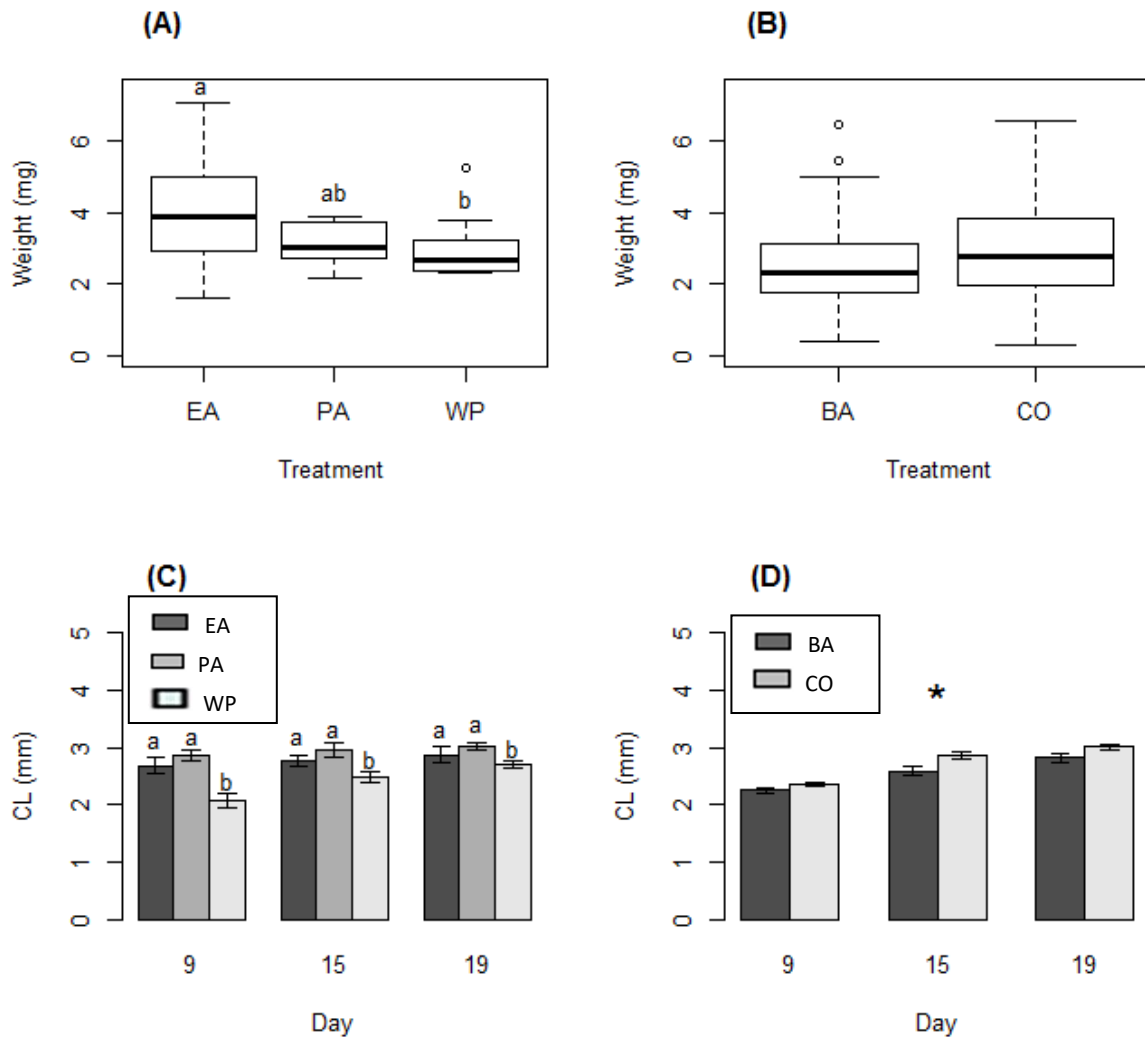 (A)
a
ab
b
Weight (mg)
6
4
2
0
EA PA WP
Treatment
(B)
Weight (mg)
6
4
2
0
BA CO
Treatment
(C)
EA
PA
WP
CL (mm)
5
4
3
2
1
0
a a b
a a b
a a b
9 15 19
Day
(D)
BA
CO
*
CL (mm)
5
4
3
2
1
0
9 15 19
Day